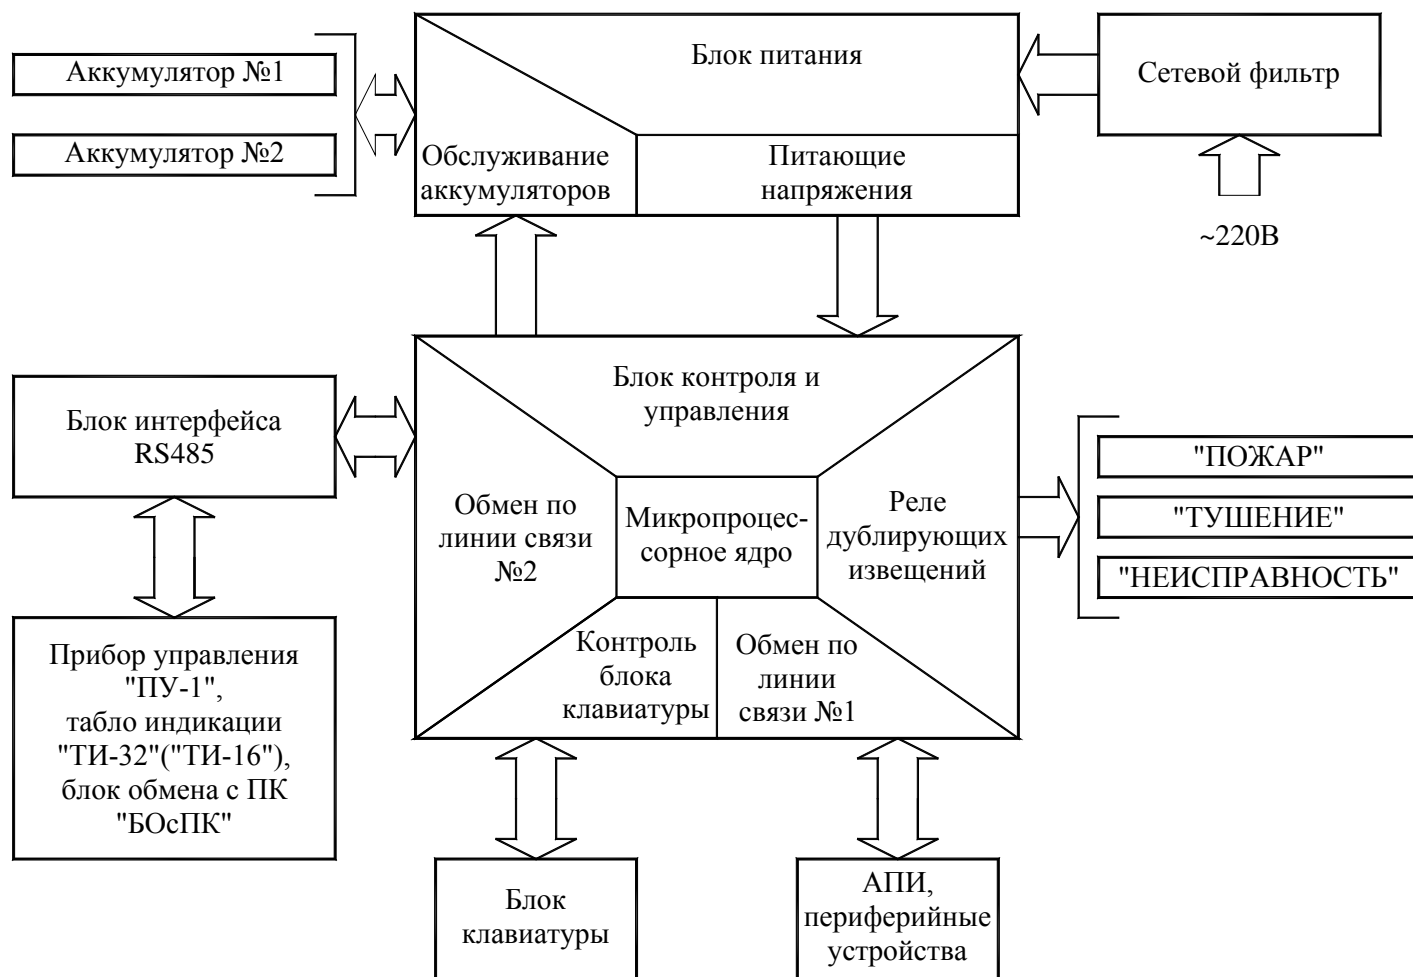 Аккумулятор №1
Аккумулятор №2
Блок питания
Обслуживание
аккумуляторов
Питающие
напряжения
Сетевой фильтр
~220В
Блок интерфейса
RS485
Прибор управления
"ПУ-1",
табло индикации
"ТИ-32"("ТИ-16"),
блок обмена с ПК
"БОсПК"
Блок контроля и
управления
Обмен по
линии связи
№2
Микропроцес-
сорное ядро
Реле
дублирующих
извещений
Контроль
блока
клавиатуры
Обмен по
линии
связи №1
"ПОЖАР"
"ТУШЕНИЕ"
"НЕИСПРАВНОСТЬ"
Блок
клавиатуры
АПИ,
периферийные
устройства